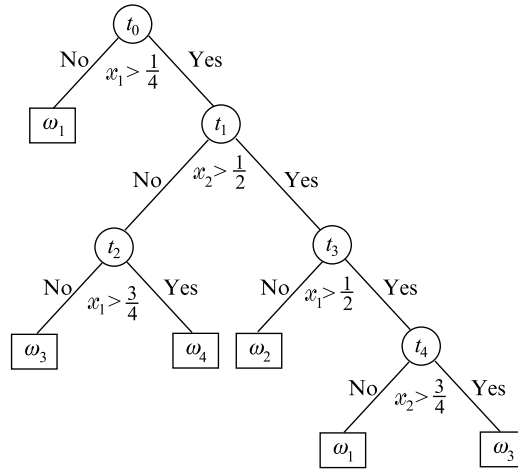 t₀
No
Yes
x₁ > 1/4
ω₁
t₁
No
x₂ > 1/2
Yes
t₂
t₃
No
x₁ > 3/4
Yes
No
x₁ > 1/2
Yes
ω₃
ω₄
ω₂
t₄
No
x₂ > 3/4
Yes
ω₁
ω₃